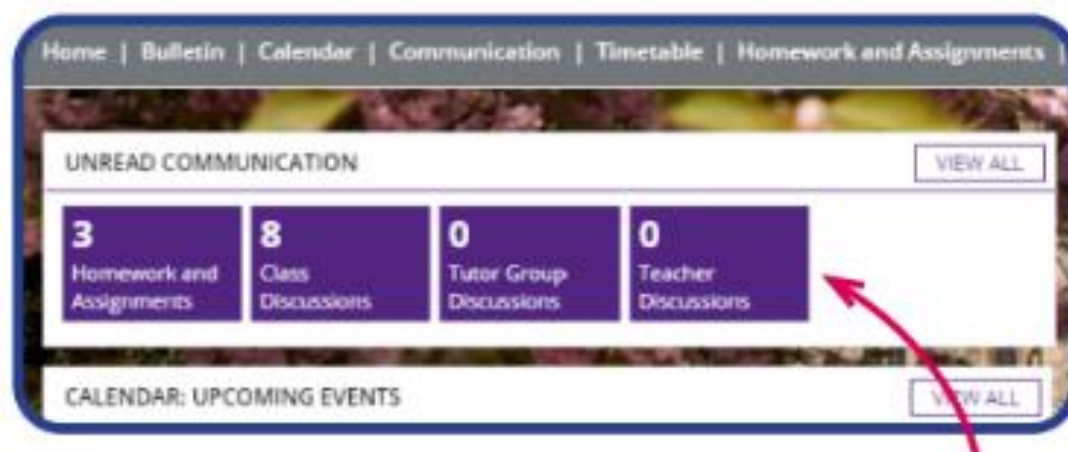 Home | Bulletin | Calendar | Communication | Timetable | Homework and Assignments |
UNREAD COMMUNICATION
VIEW ALL
3
Homework and
Assignments
8
Class
Discussions
0
Tutor Group
Discussions
0
Teacher
Discussions
CALENDAR: UPCOMING EVENTS
VIEW ALL